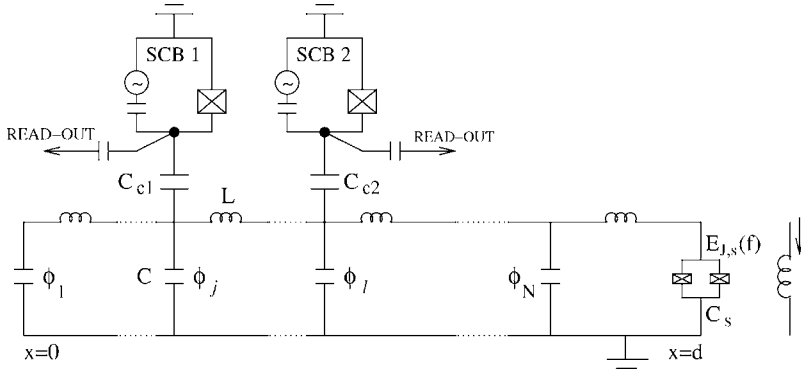 SCB 1
SCB 2
~
~
READ–OUT
READ–OUT
C_c1
C_c2
L
E_J,s(f)
ϕ_1
C
ϕ_j
ϕ_l
ϕ_N
C_s
x=0
x=d